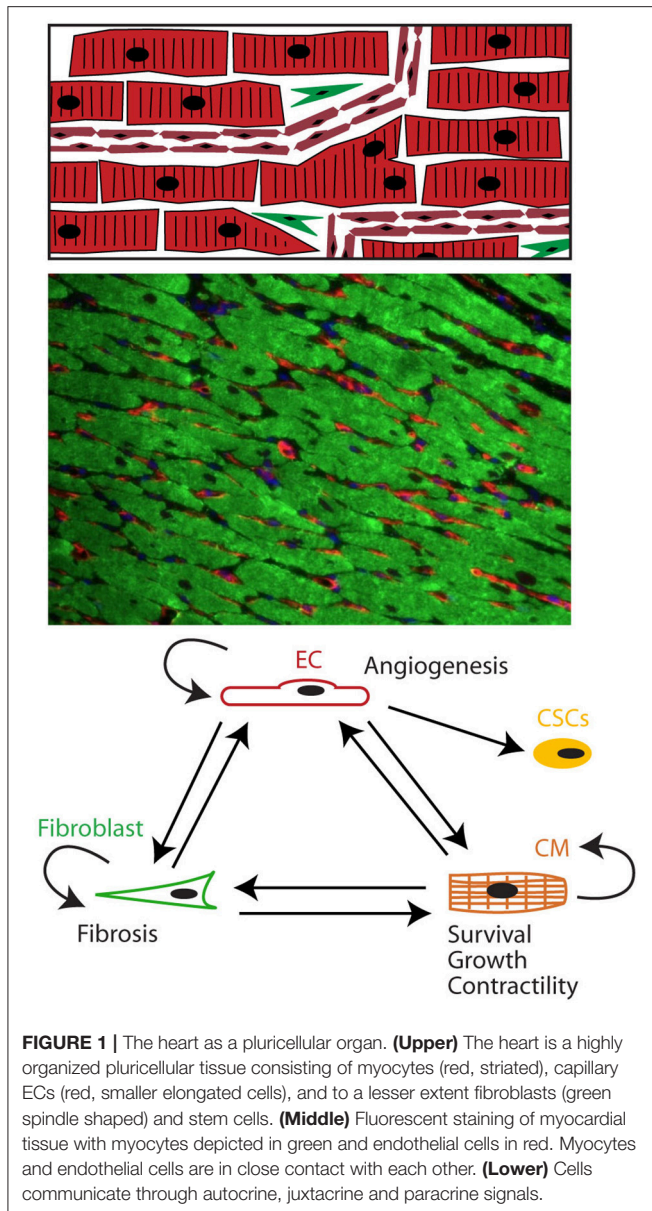 EC
Angiogenesis
CSCs
Fibroblast
CM
Fibrosis
Survival
Growth
Contractility
FIGURE 1 | The heart as a pluricellular organ. (Upper) The heart is a highly
organized pluricellular tissue consisting of myocytes (red, striated), capillary
ECs (red, smaller elongated cells), and to a lesser extent fibroblasts (green
spindle shaped) and stem cells. (Middle) Fluorescent staining of myocardial
tissue with myocytes depicted in green and endothelial cells in red. Myocytes
and endothelial cells are in close contact with each other. (Lower) Cells
communicate through autocrine, juxtacrine and paracrine signals.